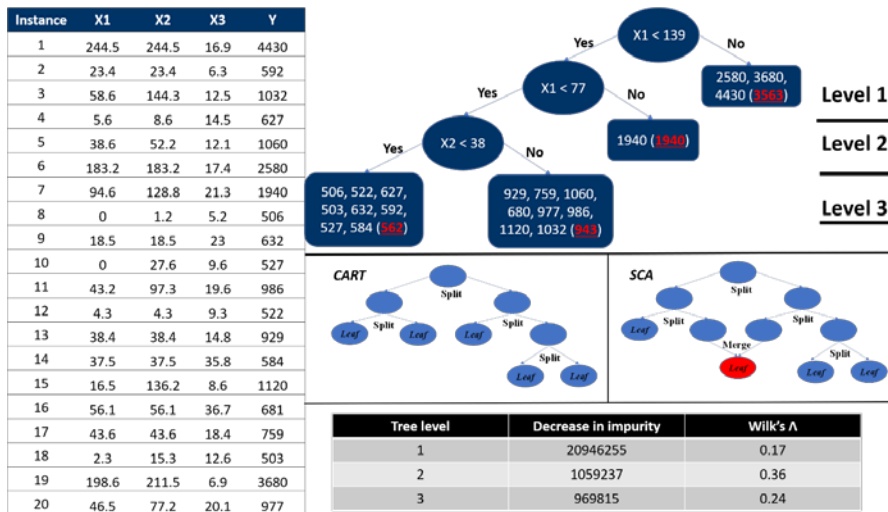 Instance X1 X2 X3 Y
1 244.5 244.5 16.9 4430
2 23.4 23.4 6.3 592
3 58.6 144.3 12.5 1032
4 5.6 8.6 14.5 627
5 38.6 52.2 12.1 1060
6 183.2 183.2 17.4 2580
7 94.6 128.8 21.3 1940
8 0 1.2 5.2 506
9 18.5 18.5 23 632
10 0 27.6 9.6 527
11 43.2 97.3 19.6 986
12 4.3 4.3 9.3 522
13 38.4 38.4 14.8 929
14 37.5 37.5 35.8 584
15 16.5 136.2 8.6 1120
16 56.1 56.1 36.7 681
17 43.6 43.6 18.4 759
18 2.3 15.3 12.6 503
19 198.6 211.5 6.9 3680
20 46.5 77.2 20.1 977
X1 < 139
Yes
No
2580, 3680,
4430 (3563)
Level 1
X1 < 77
Yes
No
1940 (1940)
Level 2
X2 < 38
Yes
No
506, 522, 627,
503, 632, 592,
527, 584 (562)
929, 759, 1060,
680, 977, 986,
1120, 1032 (943)
Level 3
CART
Split
Split
Split
Leaf
Leaf
Leaf
Split
Leaf
Leaf
SCA
Split
Split
Split
Leaf
Merge
Leaf
Leaf
Split
Leaf
Leaf
Tree level Decrease in impurity Wilk's Λ
1 20946255 0.17
2 1059237 0.36
3 969815 0.24